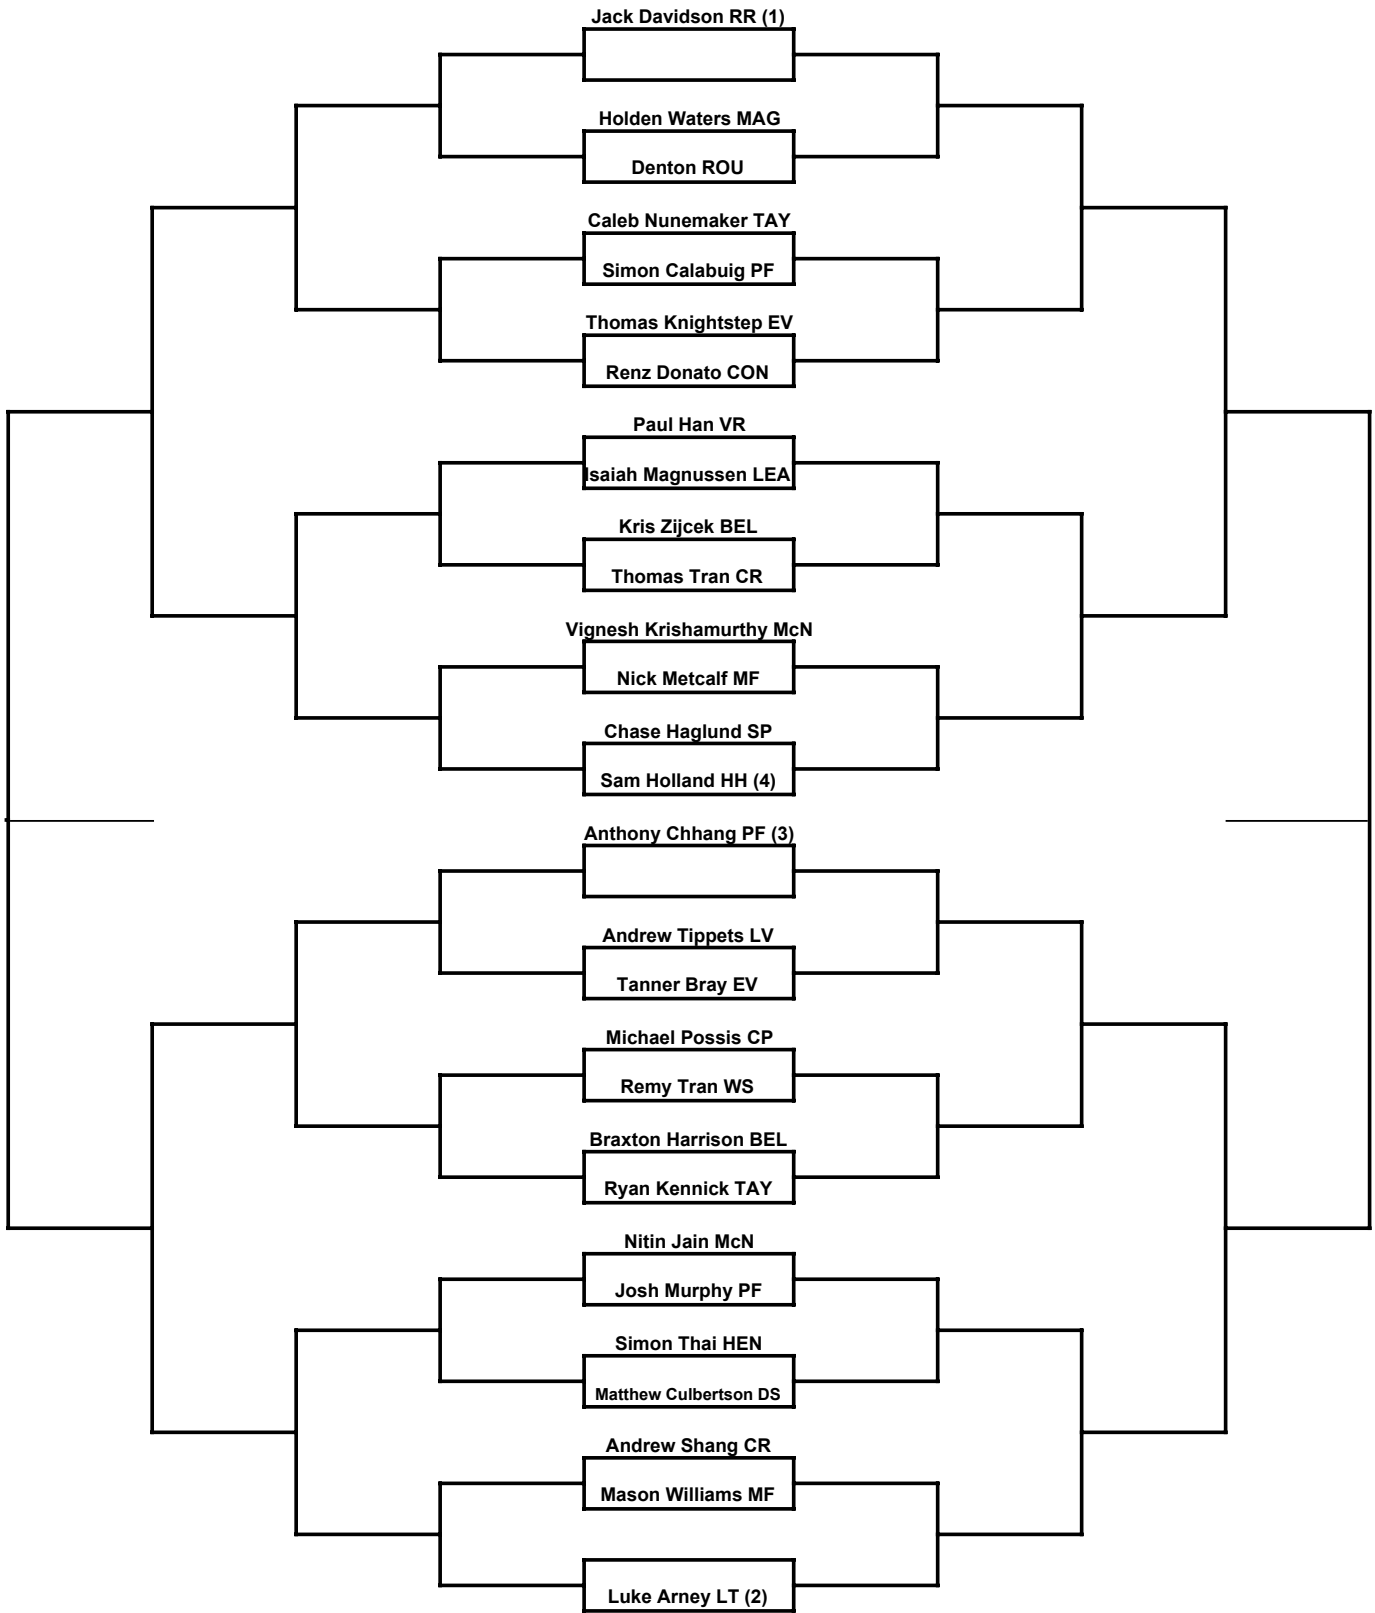 Jack Davidson RR (1)
Holden Waters MAG
Denton ROU
Caleb Nunemaker TAY
Simon Calabuig PF
Thomas Knightstep EV
Renz Donato CON
Paul Han VR
Isaiah Magnussen LEA
Kris Zijcek BEL
Thomas Tran CR
Vignesh Krishamurthy McN
Nick Metcalf MF
Chase Haglund SP
Sam Holland HH (4)
Anthony Chhang PF (3)
Andrew Tippets LV
Tanner Bray EV
Michael Possis CP
Remy Tran WS
Braxton Harrison BEL
Ryan Kennick TAY
Nitin Jain McN
Josh Murphy PF
Simon Thai HEN
Matthew Culbertson DS
Andrew Shang CR
Mason Williams MF
Luke Arney LT (2)